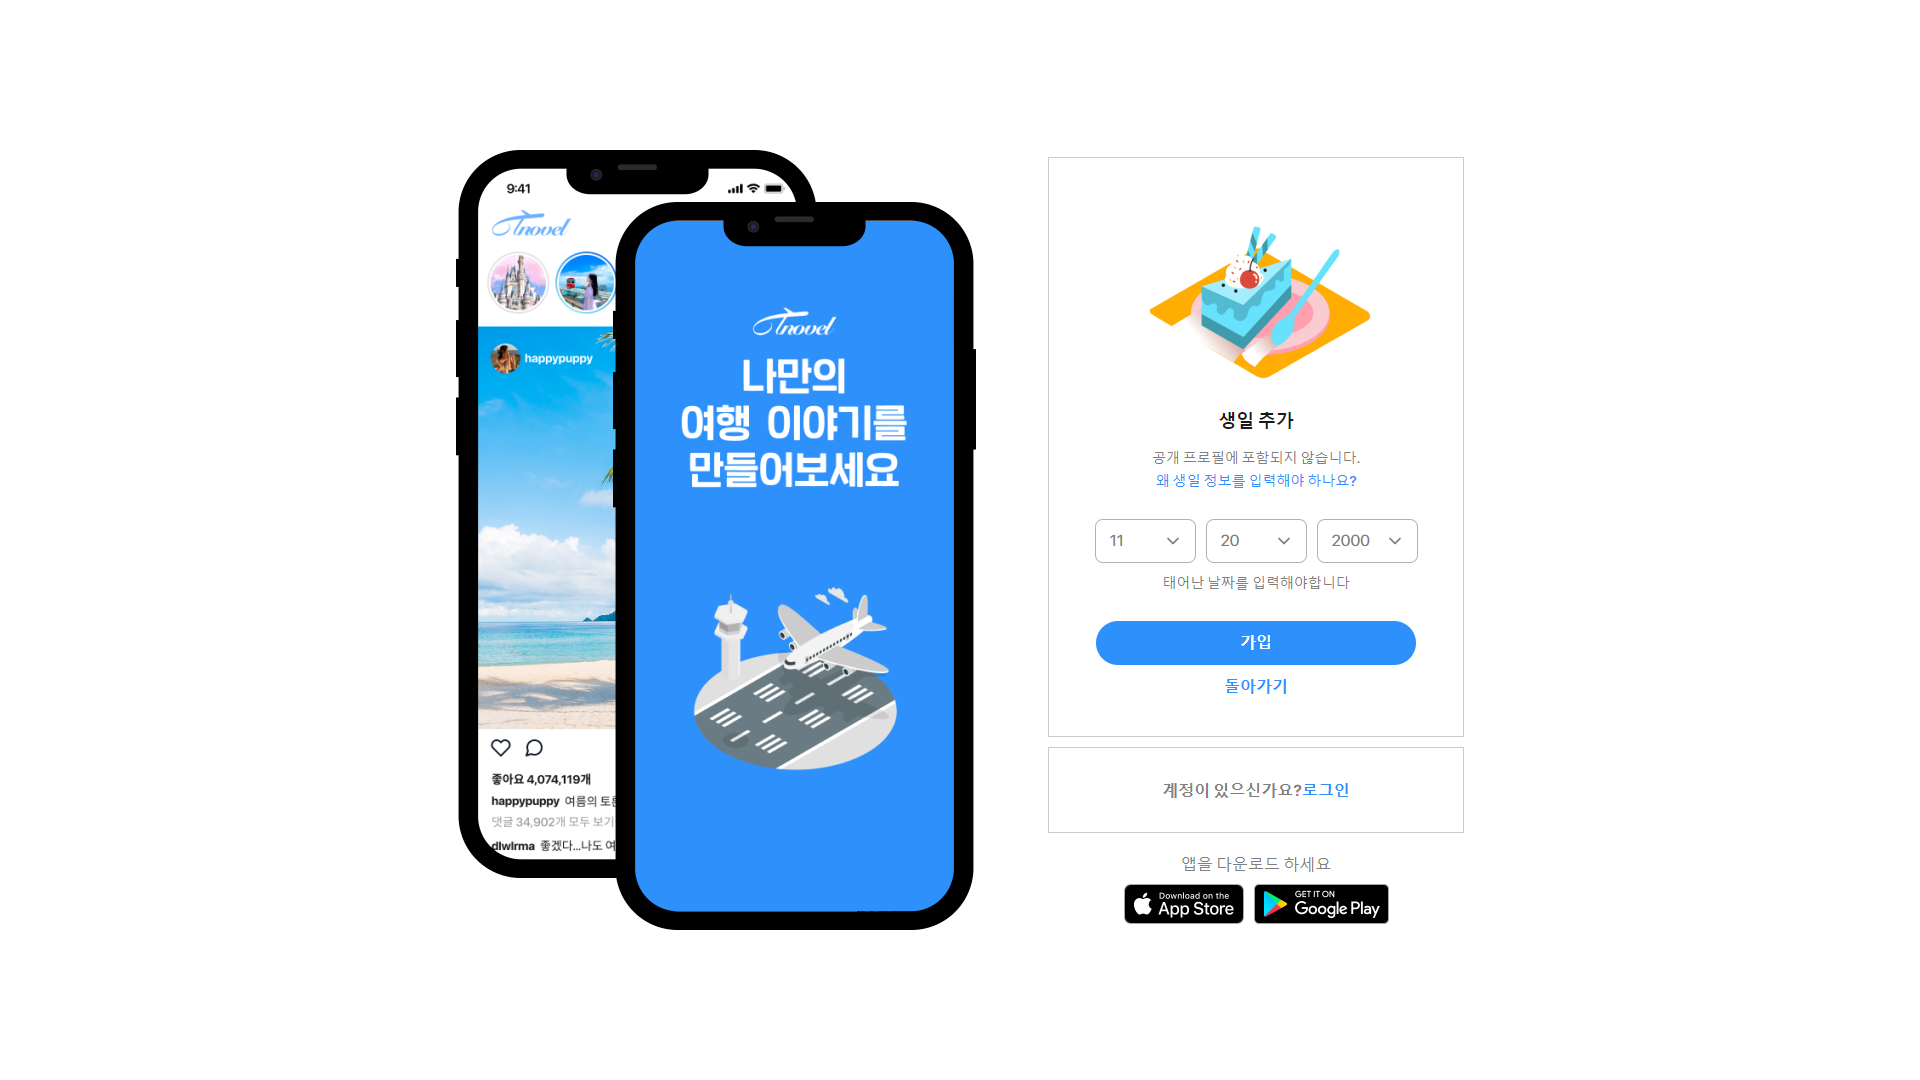 9:41
Tnovel
happypuppy
좋아요 4,074,119개
happypuppy 여름의 토
댓글 34,902개 모두 보기
dlwlrma 좋겠다...나도 여
Tnovel
나만의
여행 이야기를
만들어보세요
생일 추가
공개 프로필에 포함되지 않습니다.
왜 생일 정보를 입력해야 하나요?
11 20 2000
태어난 날짜를 입력해야합니다
가입
돌아가기
계정이 있으신가요?로그인
앱을 다운로드 하세요
Download on the
App Store
GET IT ON
Google Play